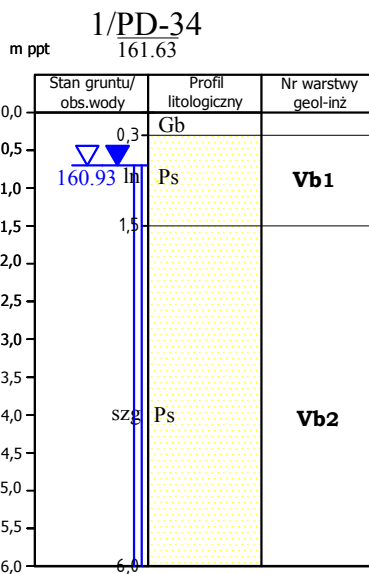 1/PD-34
m ppt 161.63
Stan gruntu/ obs.wody
Profil litologiczny
Nr warstwy geol-inż
0,0
Gb
0,3
0,5
160.93 ln Ps Vb1
1,0
1,5
1,5
2,0
2,5
3,0
3,5
4,0 szg Ps Vb2
4,5
5,0
5,5
6,0 6,0